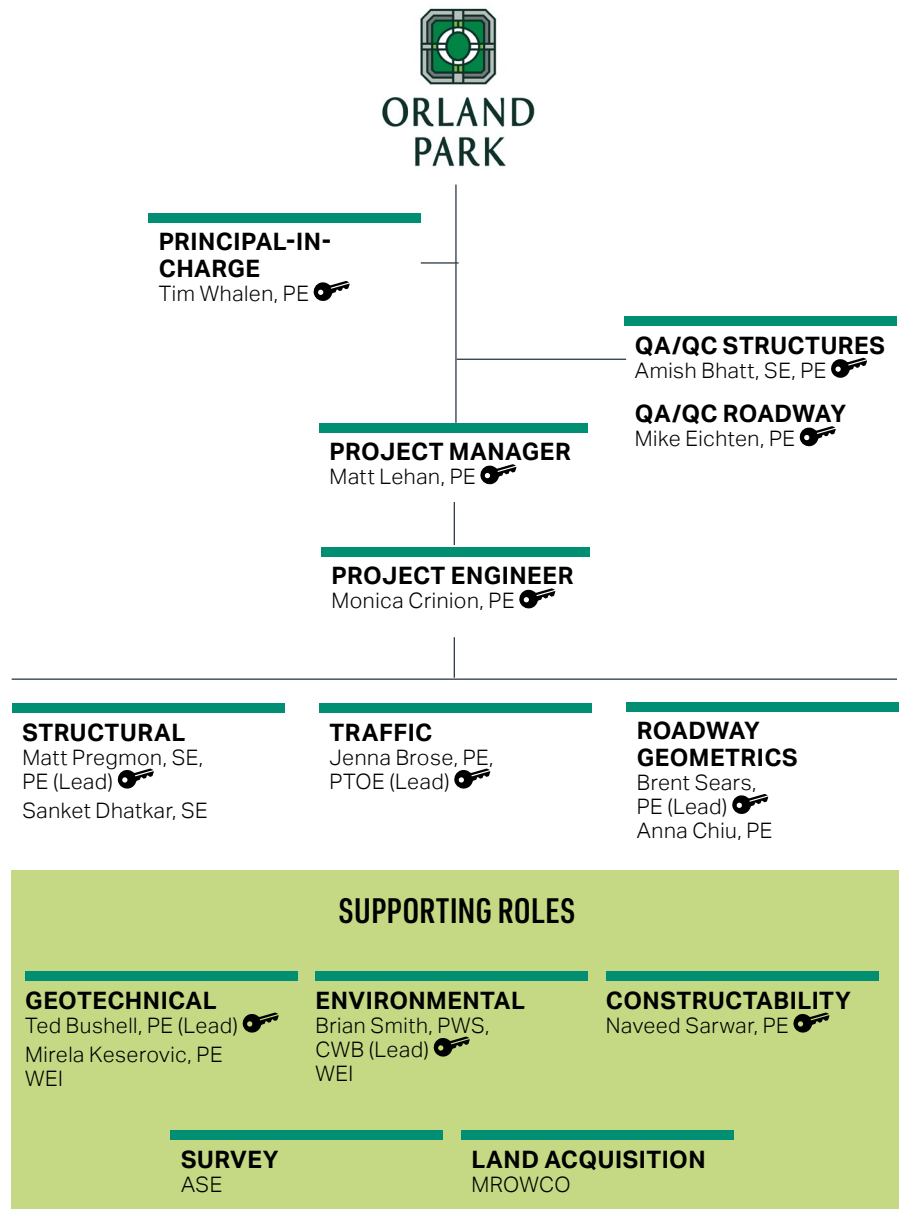 ORLAND
PARK
PRINCIPAL-IN-
CHARGE
Tim Whalen, PE
QA/QC STRUCTURES
Amish Bhatt, SE, PE
QA/QC ROADWAY
Mike Eichten, PE
PROJECT MANAGER
Matt Lehan, PE
PROJECT ENGINEER
Monica Crinion, PE
STRUCTURAL
Matt Pregmon, SE,
PE (Lead)
Sanket Dhatkar, SE
TRAFFIC
Jenna Brose, PE,
PTOE (Lead)
ROADWAY
GEOMETRICS
Brent Sears,
PE (Lead)
Anna Chiu, PE
SUPPORTING ROLES
GEOTECHNICAL
Ted Bushell, PE (Lead)
Mirela Keserovic, PE
WEI
ENVIRONMENTAL
Brian Smith, PWS,
CWB (Lead)
WEI
CONSTRUCTABILITY
Naveed Sarwar, PE
SURVEY
ASE
LAND ACQUISITION
MROWCO